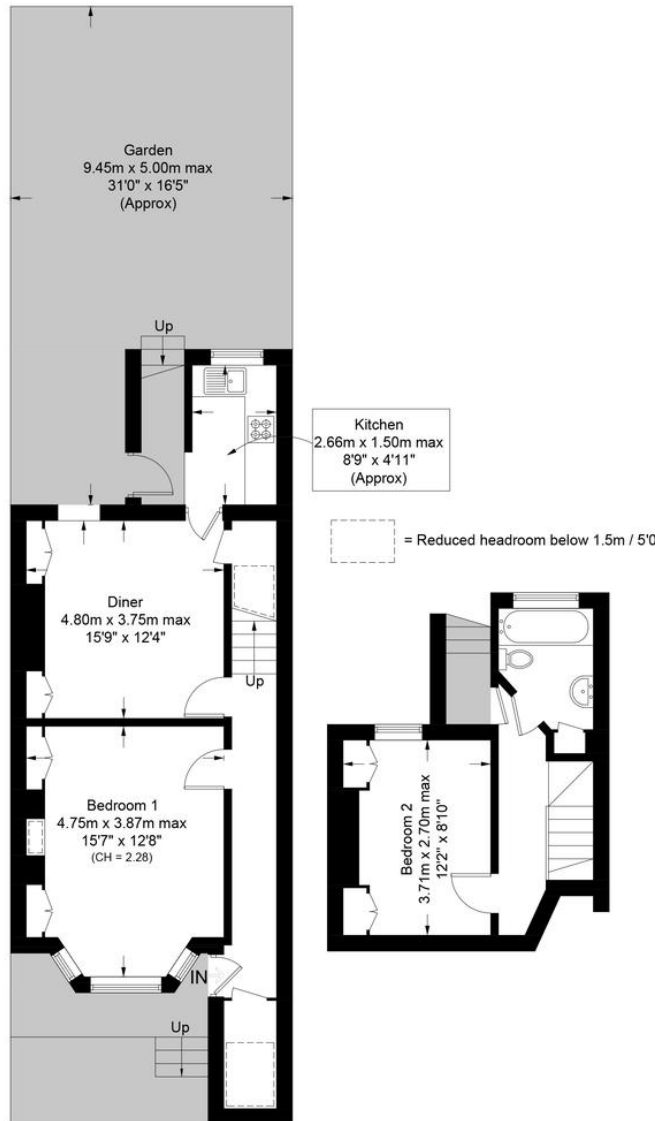 Garden
9.45m x 5.00m max
31'0" x 16'5"
(Approx)
Up
Kitchen
2.66m x 1.50m max
8'9" x 4'11"
(Approx)
= Reduced headroom below 1.5m / 5'0
Diner
4.80m x 3.75m max
15'9" x 12'4"
Up
Bedroom 1
4.75m x 3.87m max
15'7" x 12'8"
(CH = 2.28)
Bedroom 2
3.71m x 2.70m max
12'2" x 8'10"
IN
Up